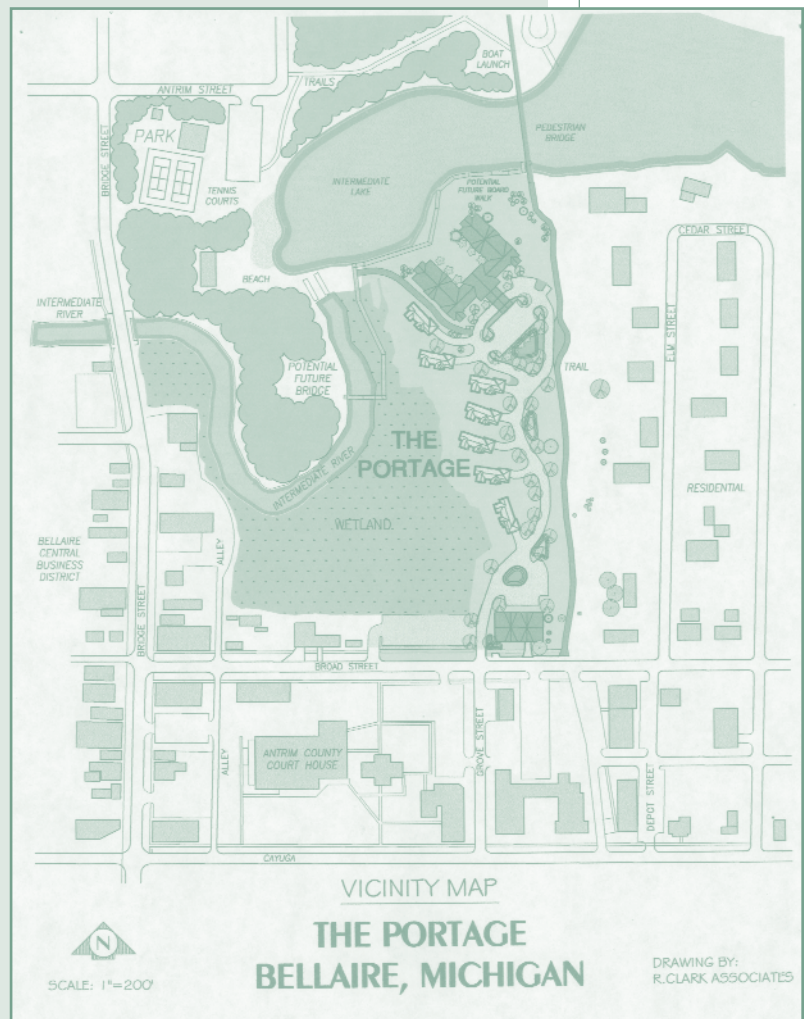 BOAT
LAUNCH
TRAILS
ANTRIM STREET
PARK
PEDESTRIAN
BRIDGE
BRIDGE STREET
INTERMEDIATE
LAKE
POTENTIAL
FUTURE BOARD
WALK
TENNIS
COURTS
CEDAR STREET
BEACH
INTERMEDIATE
RIVER
ELM STREET
POTENTIAL
FUTURE
BRIDGE
TRAIL
THE
PORTAGE
INTERMEDIATE RIVER
RESIDENTIAL
WETLAND
BELLAIRE
CENTRAL
BUSINESS
DISTRICT
ALLEY
BRIDGE STREET
BROAD STREET
GROVE STREET
ALLEY
ANTRIM COUNTY
COURT HOUSE
DEPOT STREET
CAYUGA
VICINITY MAP
THE PORTAGE
BELLAIRE, MICHIGAN
N
SCALE: 1"=200'
DRAWING BY:
R.CLARK ASSOCIATES